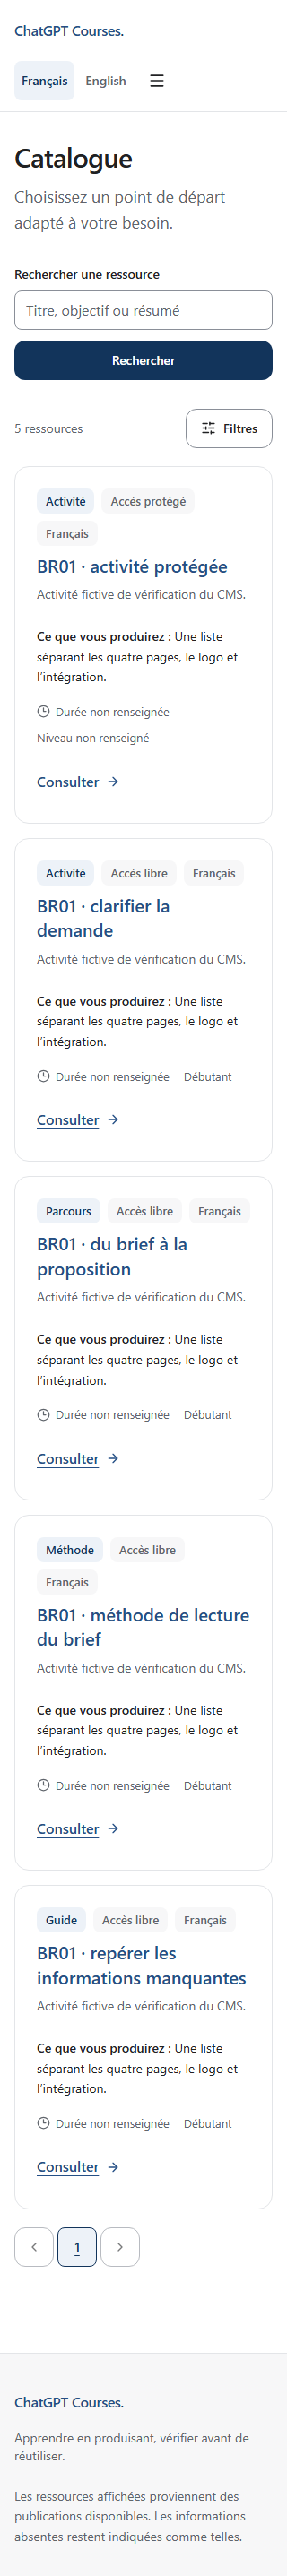 ChatGPT Courses.
Français English
Catalogue
Choisissez un point de départ
adapté à votre besoin.
Rechercher une ressource
Titre, objectif ou résumé
Rechercher
5 ressources Filtres
Activité Accès protégé
Français
BR01 · activité protégée
Activité fictive de vérification du CMS.
Ce que vous produirez : Une liste
séparant les quatre pages, le logo et
l’intégration.
Durée non renseignée
Niveau non renseigné
Consulter →
Activité Accès libre Français
BR01 · clarifier la
demande
Activité fictive de vérification du CMS.
Ce que vous produirez : Une liste
séparant les quatre pages, le logo et
l’intégration.
Durée non renseignée Débutant
Consulter →
Parcours Accès libre Français
BR01 · du brief à la
proposition
Activité fictive de vérification du CMS.
Ce que vous produirez : Une liste
séparant les quatre pages, le logo et
l’intégration.
Durée non renseignée Débutant
Consulter →
Méthode Accès libre
Français
BR01 · méthode de lecture
du brief
Activité fictive de vérification du CMS.
Ce que vous produirez : Une liste
séparant les quatre pages, le logo et
l’intégration.
Durée non renseignée Débutant
Consulter →
Guide Accès libre Français
BR01 · repérer les
informations manquantes
Activité fictive de vérification du CMS.
Ce que vous produirez : Une liste
séparant les quatre pages, le logo et
l’intégration.
Durée non renseignée Débutant
Consulter →
1
ChatGPT Courses.
Apprendre en produisant, vérifier avant de
réutiliser.
Les ressources affichées proviennent des
publications disponibles. Les informations
absentes restent indiquées comme telles.